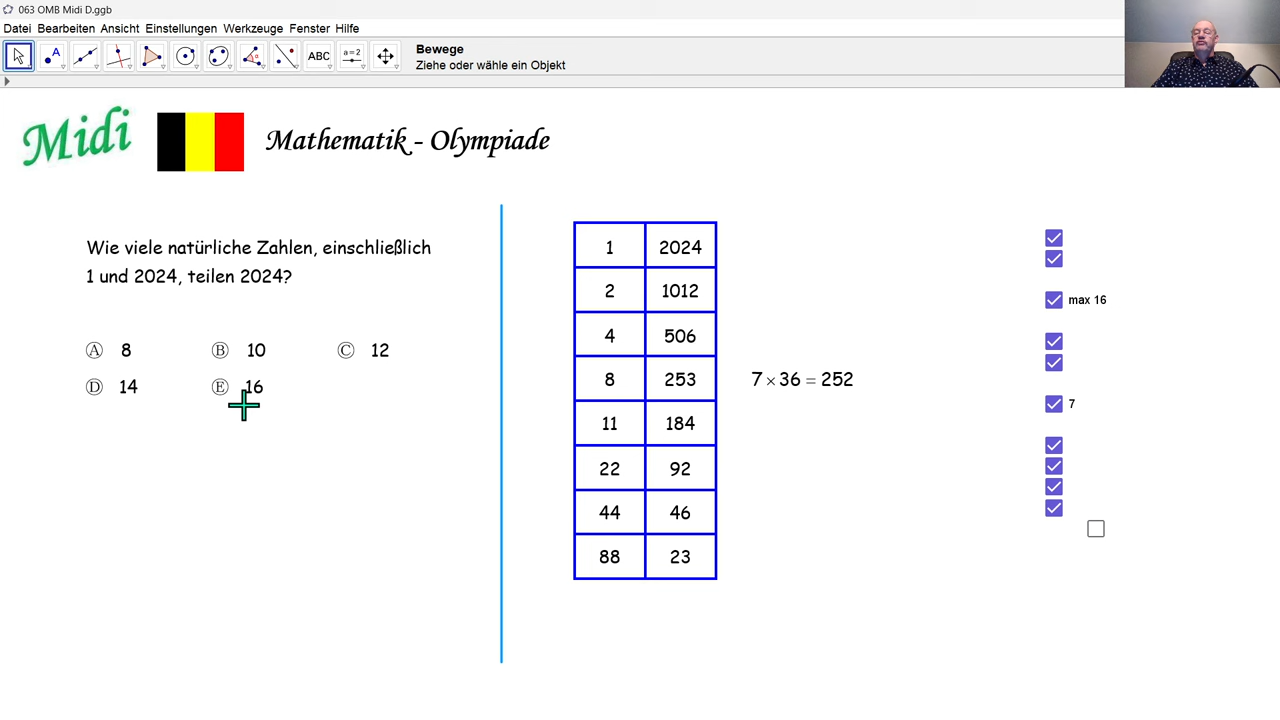 063 OMB Midi D.ggb
Datei Bearbeiten Ansicht Einstellungen Werkzeuge Fenster Hilfe
A ABC a=2 Bewege
Ziehe oder wähle ein Objekt
Midi Mathematik - Olympiade
Wie viele natürliche Zahlen, einschließlich
1 und 2024, teilen 2024?
Ⓐ 8 Ⓑ 10 Ⓒ 12
Ⓓ 14 Ⓔ 16
1 2024
2 1012
4 506
8 253
11 184
22 92
44 46
88 23
7 × 36 = 252
max 16
7